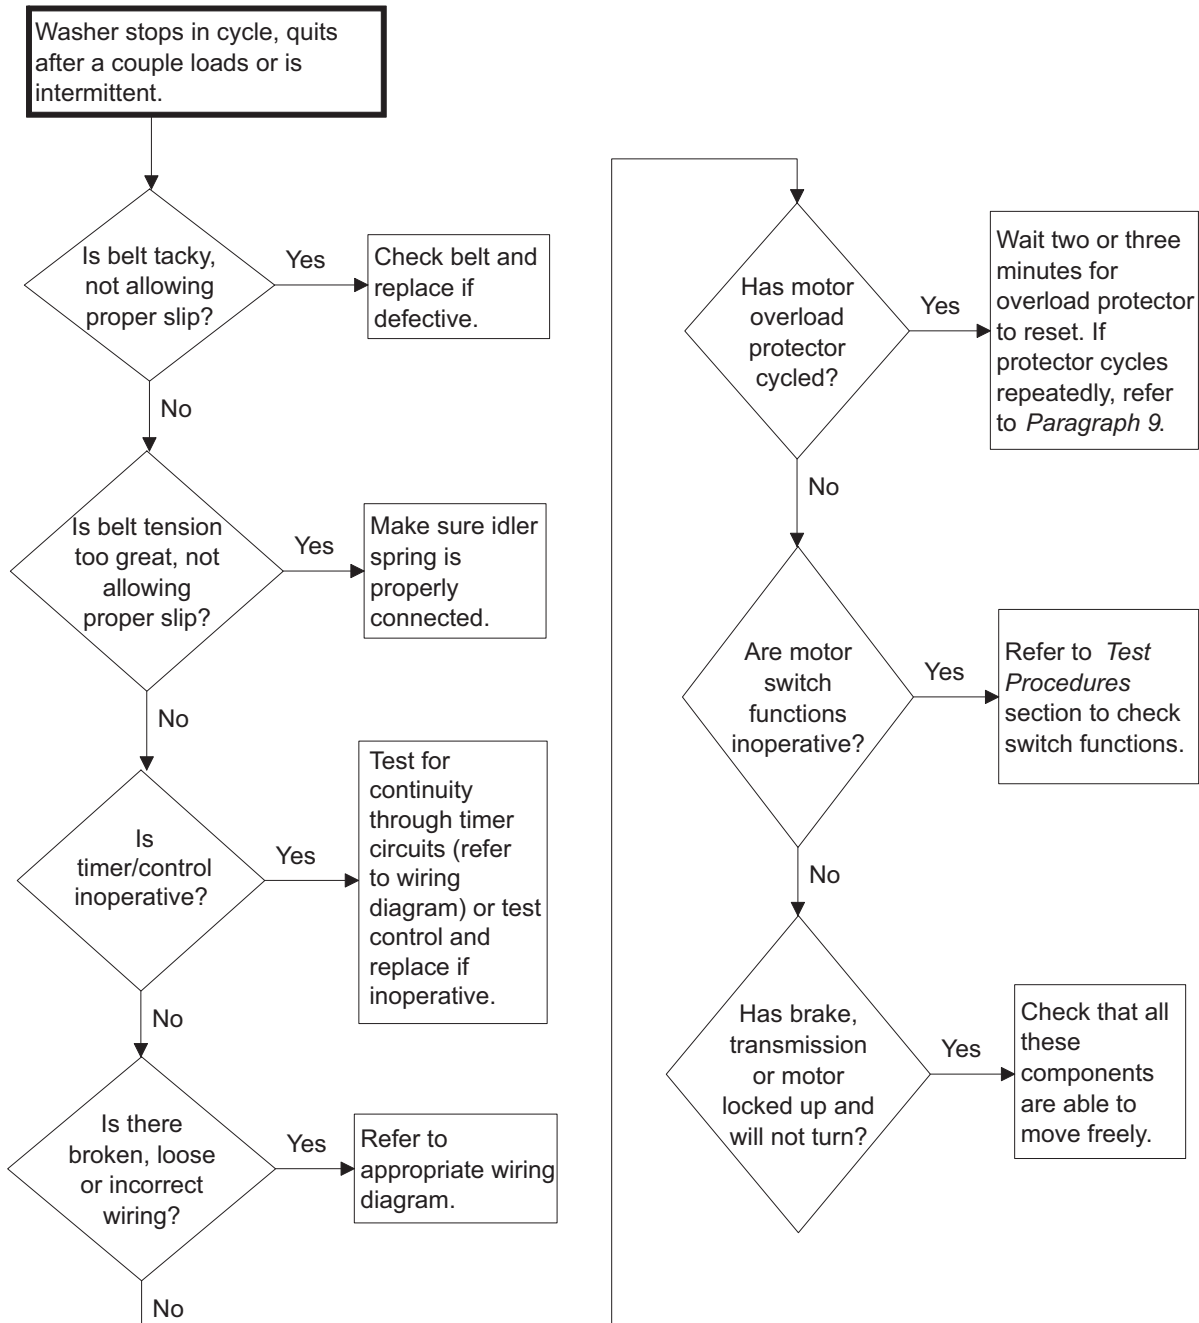 Washer stops in cycle, quits
after a couple loads or is
intermittent.
Is belt tacky,
not allowing
proper slip?
Yes
Check belt and
replace if
defective.
No
Is belt tension
too great, not
allowing
proper slip?
Yes
Make sure idler
spring is
properly
connected.
No
Is
timer/control
inoperative?
Yes
Test for
continuity
through timer
circuits (refer
to wiring
diagram) or test
control and
replace if
inoperative.
No
Is there
broken, loose
or incorrect
wiring?
Yes
Refer to
appropriate wiring
diagram.
No
Has motor
overload
protector
cycled?
Yes
Wait two or three
minutes for
overload protector
to reset. If
protector cycles
repeatedly, refer
to Paragraph 9.
No
Are motor
switch
functions
inoperative?
Yes
Refer to Test
Procedures
section to check
switch functions.
No
Has brake,
transmission
or motor
locked up and
will not turn?
Yes
Check that all
these
components
are able to
move freely.